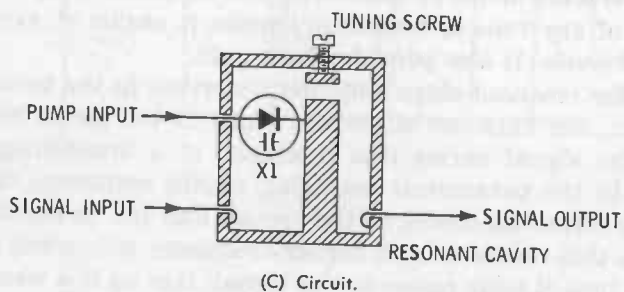 TUNING SCREW
PUMP INPUT
X1
SIGNAL INPUT
SIGNAL OUTPUT
RESONANT CAVITY
(C) Circuit.